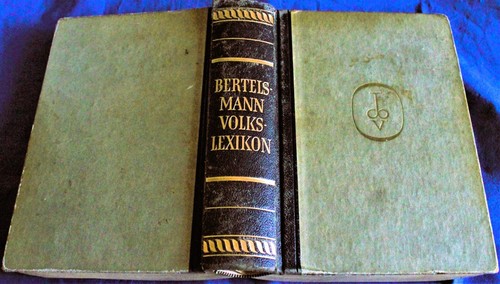 BERTELS-
MANN
VOLKS-
LEXIKON